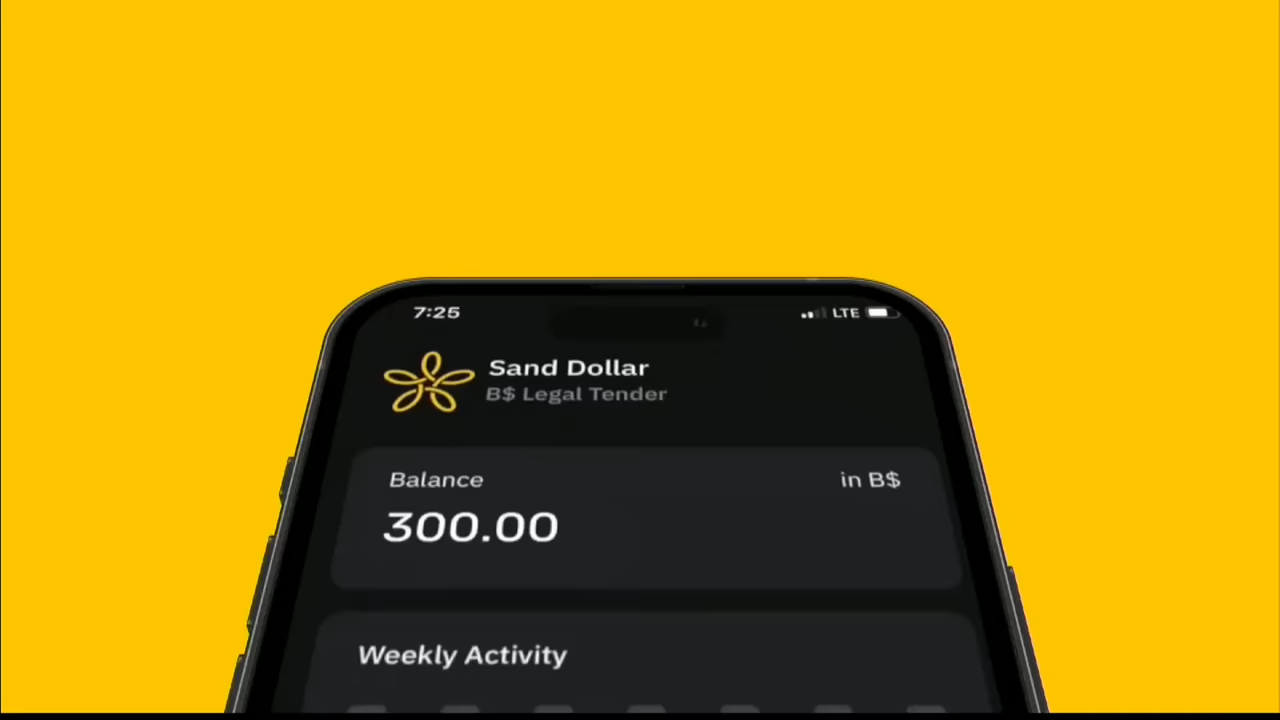 7:25 LTE
Sand Dollar
B$ Legal Tender
Balance in B$
300.00
Weekly Activity